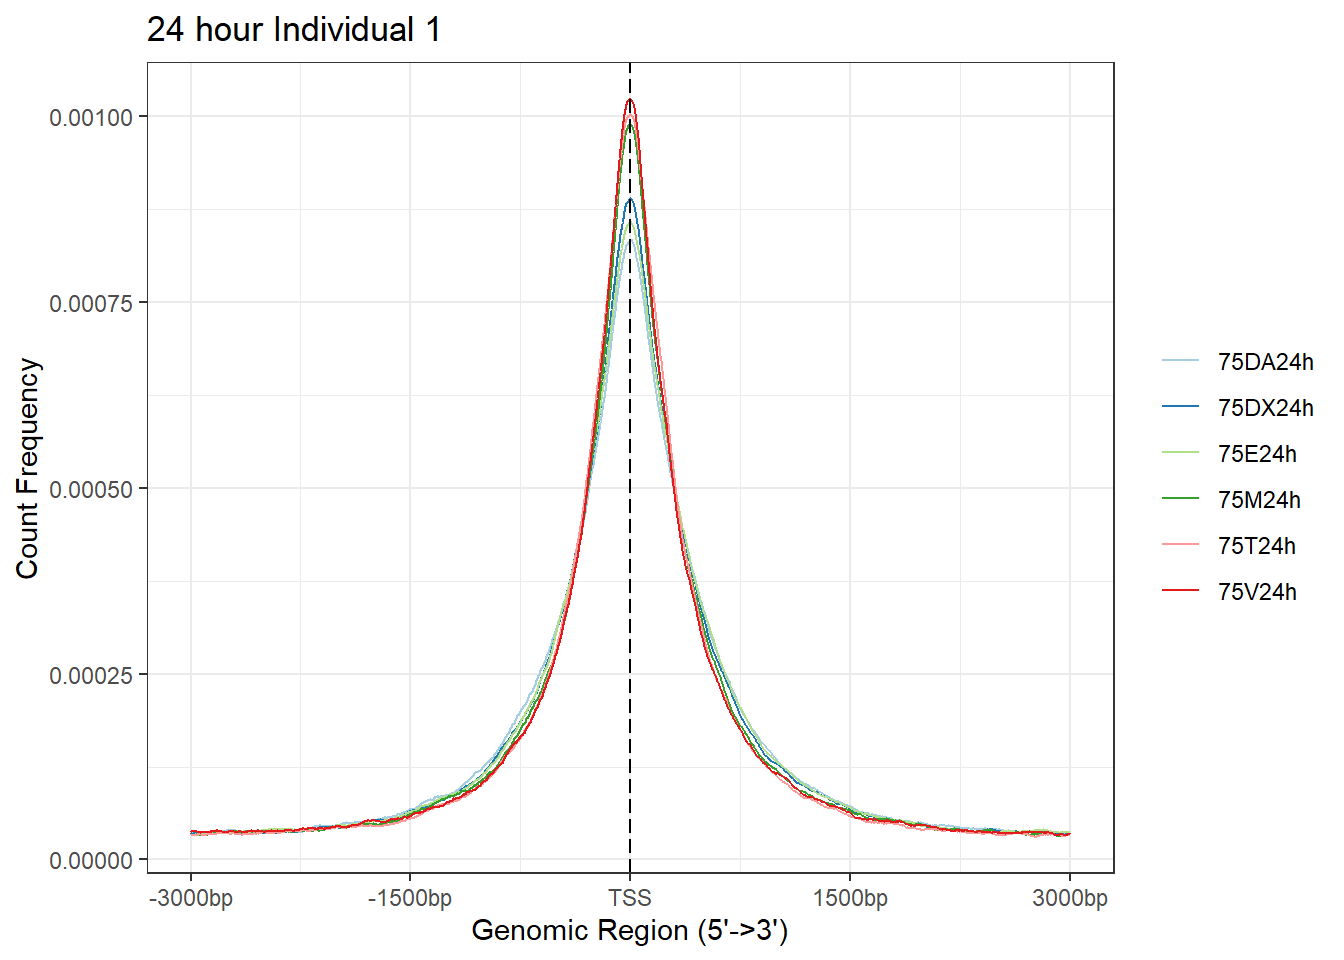 24 hour Individual 1
0.00100
0.00075
0.00050
0.00025
0.00000
Count Frequency
-3000bp
-1500bp
TSS
1500bp
3000bp
Genomic Region (5'->3')
75DA24h
75DX24h
75E24h
75M24h
75T24h
75V24h